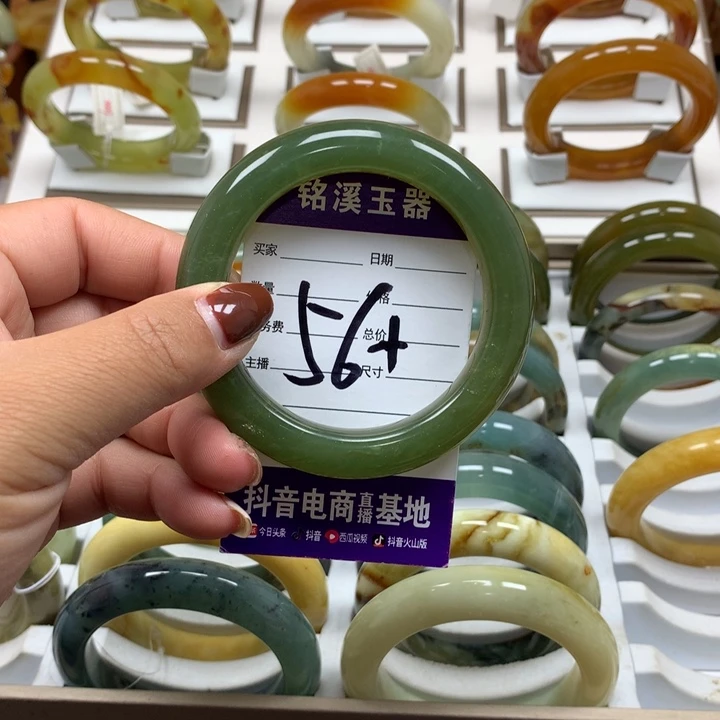 铭溪玉器
买家 日期
数量
务费 总价
主播 尺寸
56+
抖音电商直播基地
今日头条 抖音 西瓜视频 抖音火山版